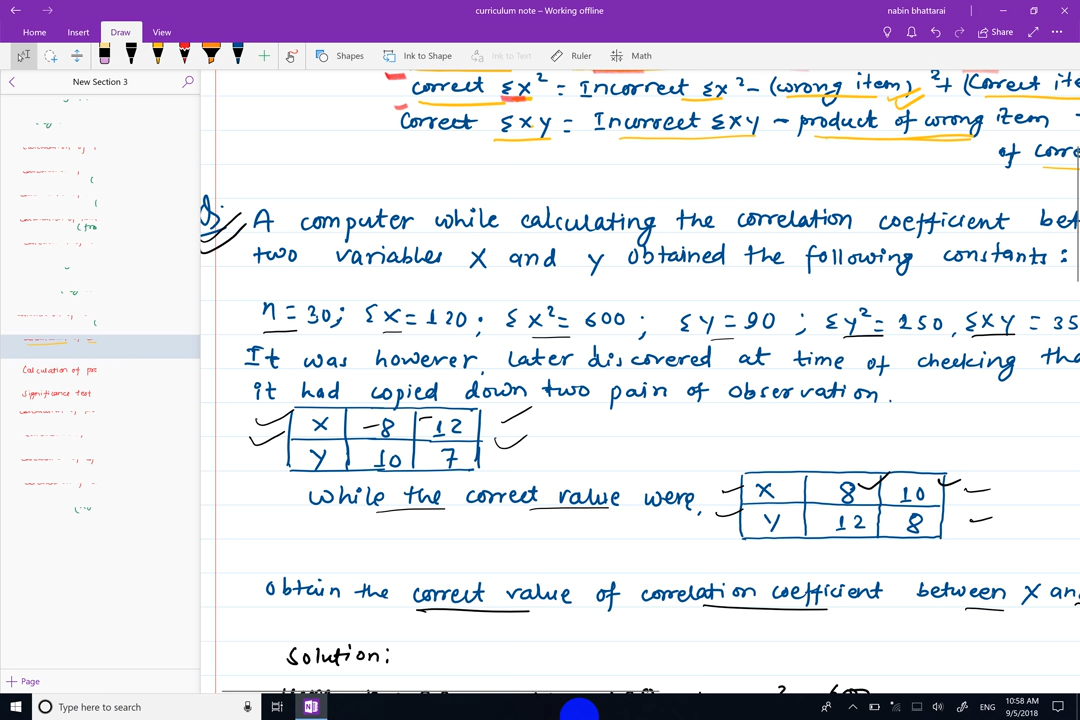 curriculum note – Working offline
nabin bhattarai
Home Insert Draw View
Share
Shapes Ink to Shape Ink to Text Ruler Math
New Section 3
correct Σx² = Incorrect Σx² - (wrong item)² + (Correct ite
Correct Σxy = Incorrect Σxy - product of wrong item -
of corre
A computer while calculating the correlation coefficient bet
two variables X and Y obtained the following constants:
n = 30; Σx = 120; Σx² = 600; Σy = 90; Σy² = 250, Σxy = 35
It was however, later discovered at time of checking tha
it had copied down two pair of observation.
X -8 -12
Y 10 7
while the correct value were,
X 8 10
Y 12 8
Obtain the correct value of correlation coefficient between X an
Solution:
Calculation of pre
Significance test
+ Page
Type here to search
ENG
10:58 AM
9/5/2018